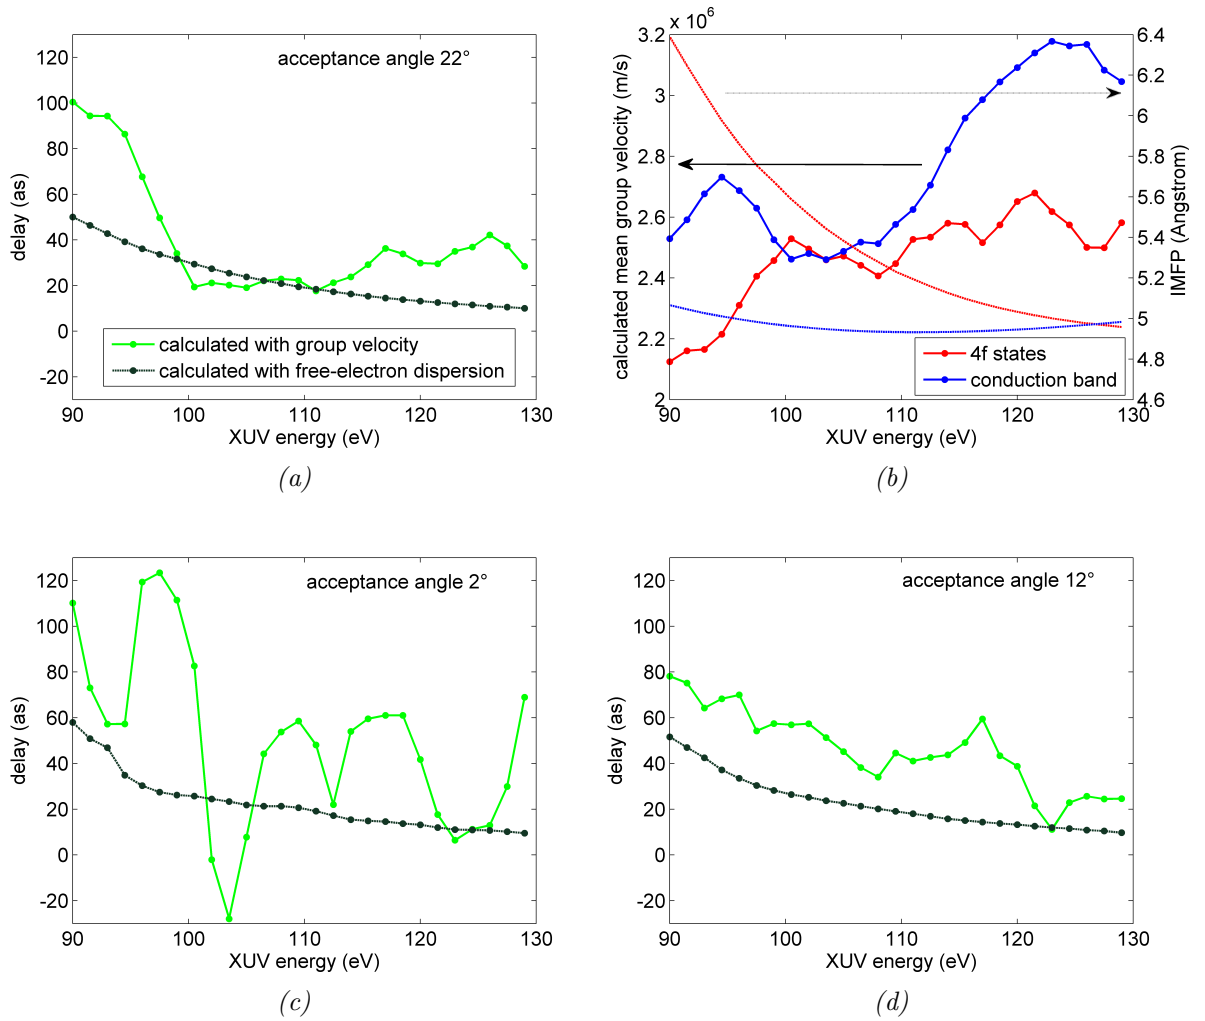 acceptance angle 22°
120
100
80
60
40
20
0
-20
delay (as)
calculated with group velocity
calculated with free-electron dispersion
90 100 110 120 130
XUV energy (eV)
(a)
x 10⁶
3.2
3
2.8
2.6
2.4
2.2
2
calculated mean group velocity (m/s)
6.4
6.2
6
5.8
5.6
5.4
5.2
5
4.8
4.6
IMFP (Angstrom)
4f states
conduction band
90 100 110 120 130
XUV energy (eV)
(b)
acceptance angle 2°
120
100
80
60
40
20
0
-20
delay (as)
90 100 110 120 130
XUV energy (eV)
(c)
acceptance angle 12°
120
100
80
60
40
20
0
-20
delay (as)
90 100 110 120 130
XUV energy (eV)
(d)